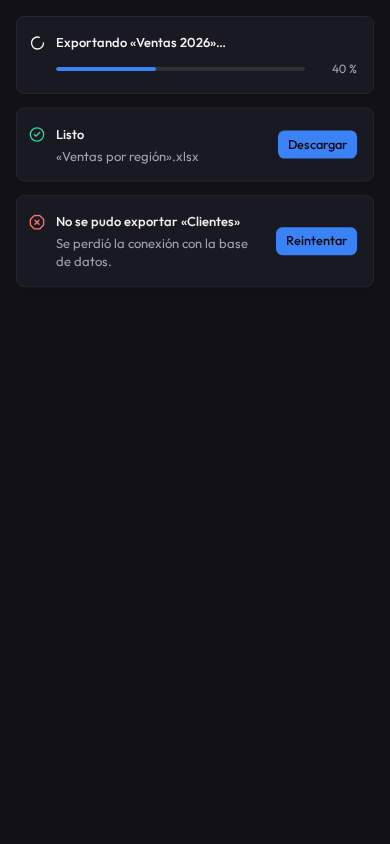 Exportando «Ventas 2026»…
40 %
Listo
«Ventas por región».xlsx
Descargar
No se pudo exportar «Clientes»
Se perdió la conexión con la base
de datos.
Reintentar